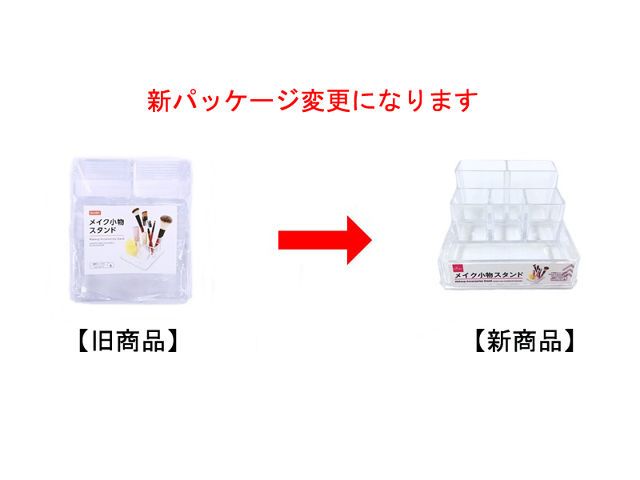 新パッケージ変更になります
メイク小物
スタンド
Makeup Accessories Stand
メイク小物スタンド
Makeup Accessories Stand
【旧商品】
【新商品】